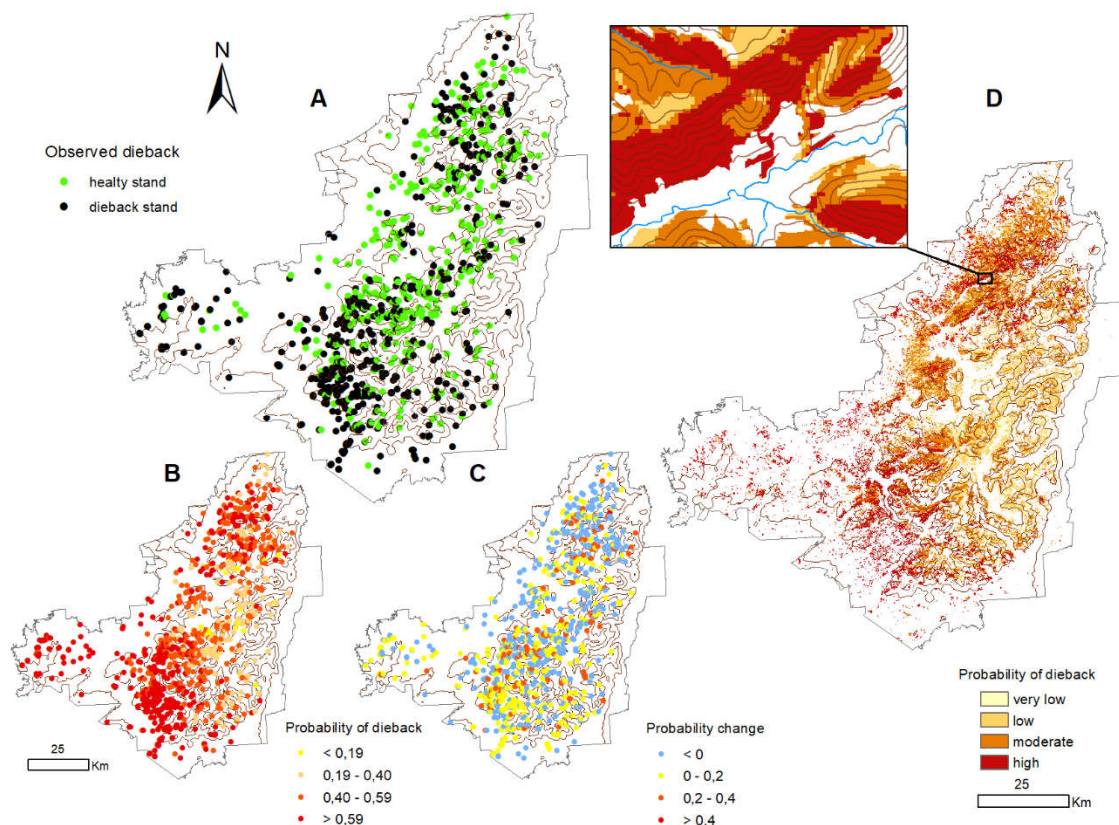 N
A
Observed dieback
healty stand
dieback stand
D
B
C
25
Km
Probability of dieback
< 0,19
0,19 - 0,40
0,40 - 0,59
> 0,59
Probability change
< 0
0 - 0,2
0,2 - 0,4
> 0.4
Probability of dieback
very low
low
moderate
high
25
Km